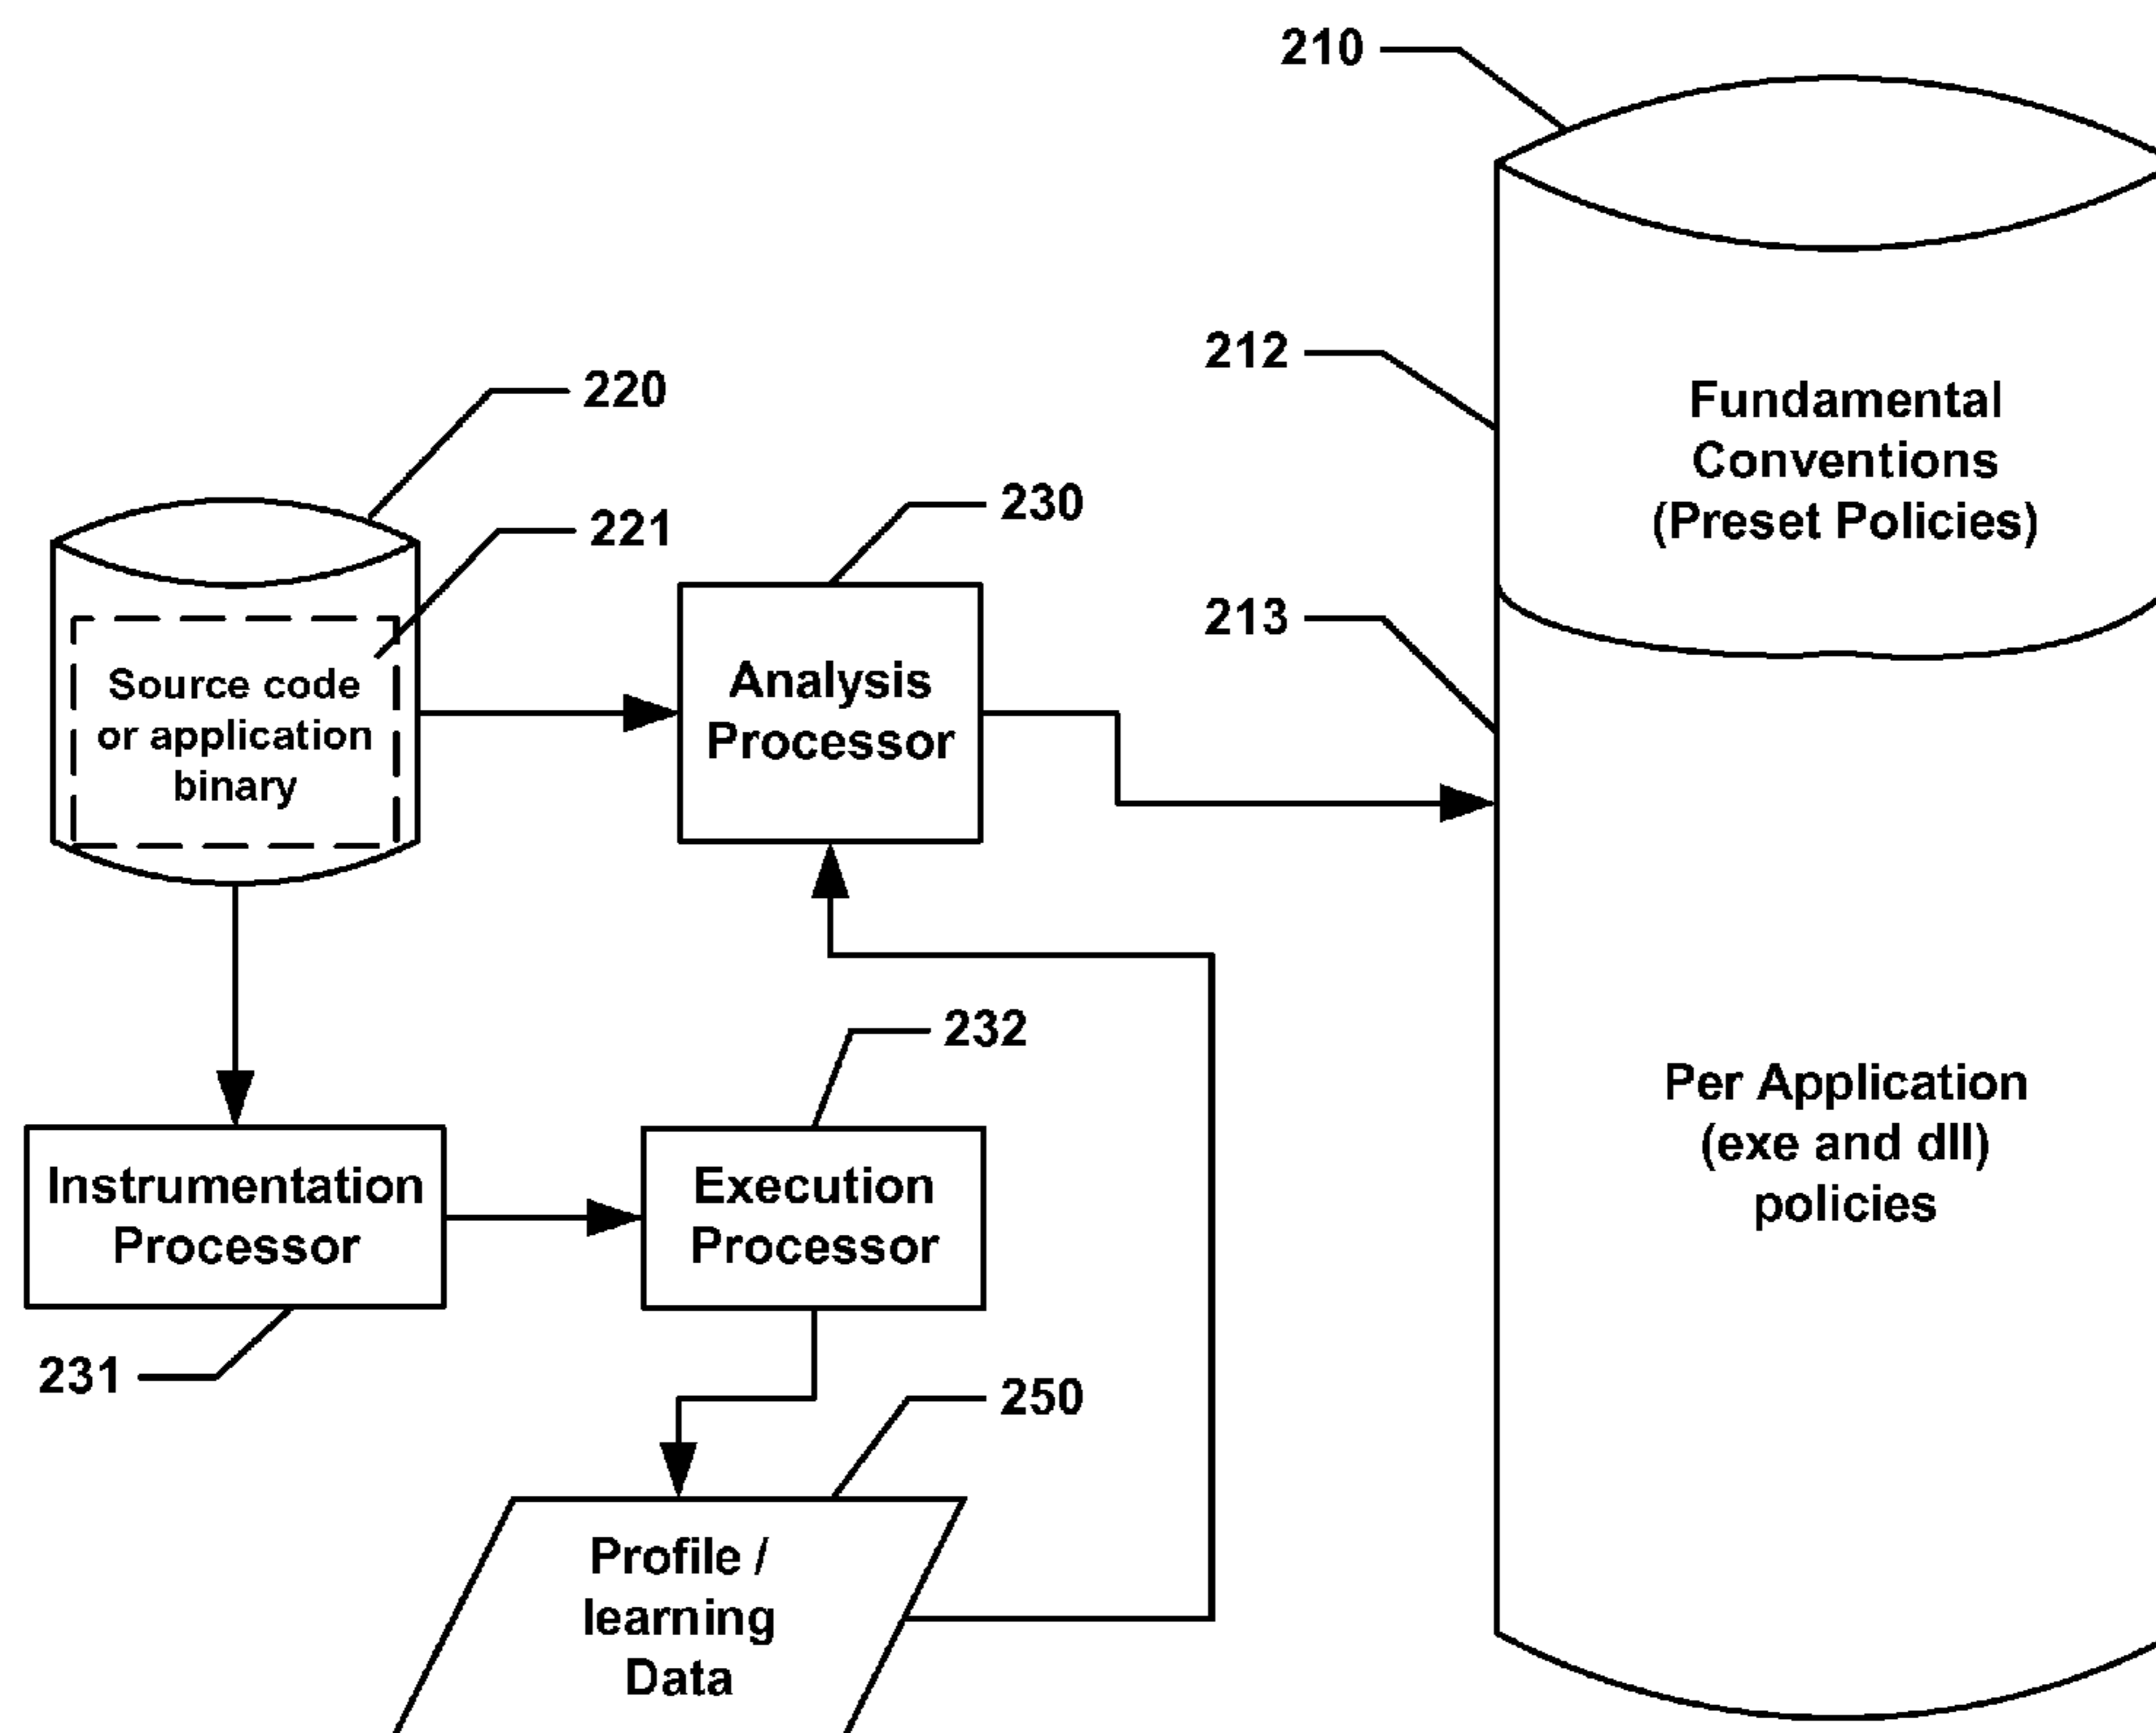 210
212
Fundamental
Conventions
(Preset Policies)
220
221
230
213
Source code
or application
binary
Analysis
Processor
232
Per Application
(exe and dll)
policies
Instrumentation
Processor
Execution
Processor
231
250
Profile /
learning
Data